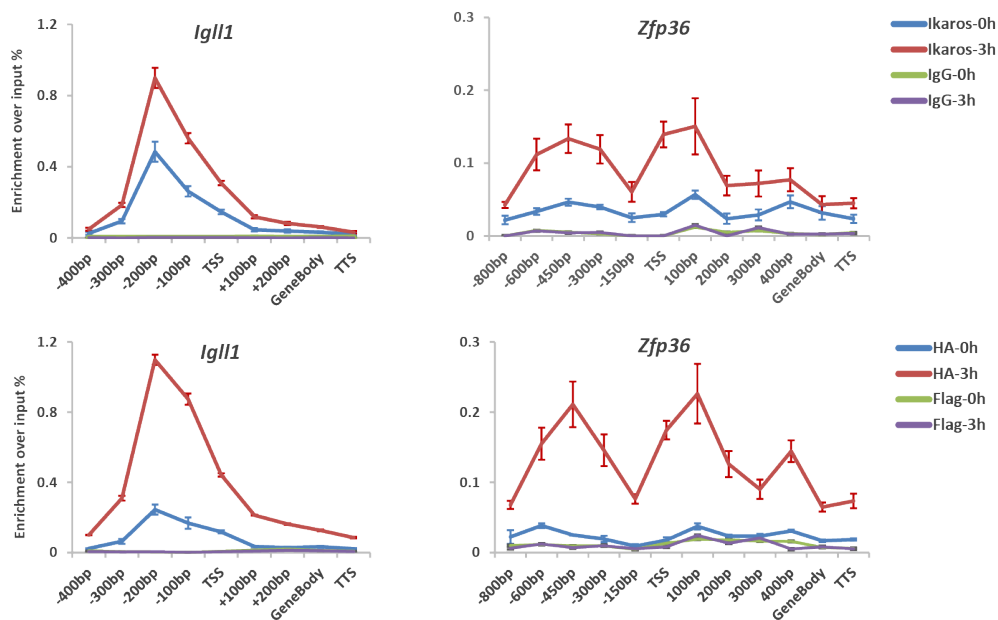 Igll1
Enrichment over input %
1.2
0.8
0.4
0
-400bp
-300bp
-200bp
-100bp
TSS
+100bp
+200bp
GeneBody
TTS
Zfp36
0.3
0.2
0.1
0
-800bp
-600bp
-450bp
-300bp
-150bp
TSS
100bp
200bp
300bp
400bp
GeneBody
TTS
Ikaros-0h
Ikaros-3h
IgG-0h
IgG-3h
Igll1
Enrichment over input %
1.2
0.8
0.4
0
-400bp
-300bp
-200bp
-100bp
TSS
+100bp
+200bp
GeneBody
TTS
Zfp36
0.3
0.2
0.1
0
-800bp
-600bp
-450bp
-300bp
-150bp
TSS
100bp
200bp
300bp
400bp
GeneBody
TTS
HA-0h
HA-3h
Flag-0h
Flag-3h